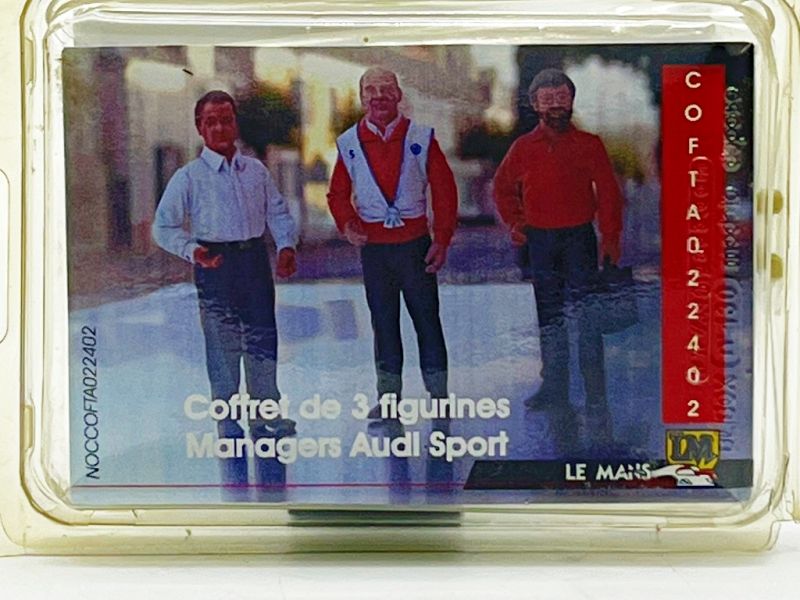 COFTA022402
NOCCOFTA022402
Coffret de 3 figurines
Managers Audi Sport
LM
LE MANS